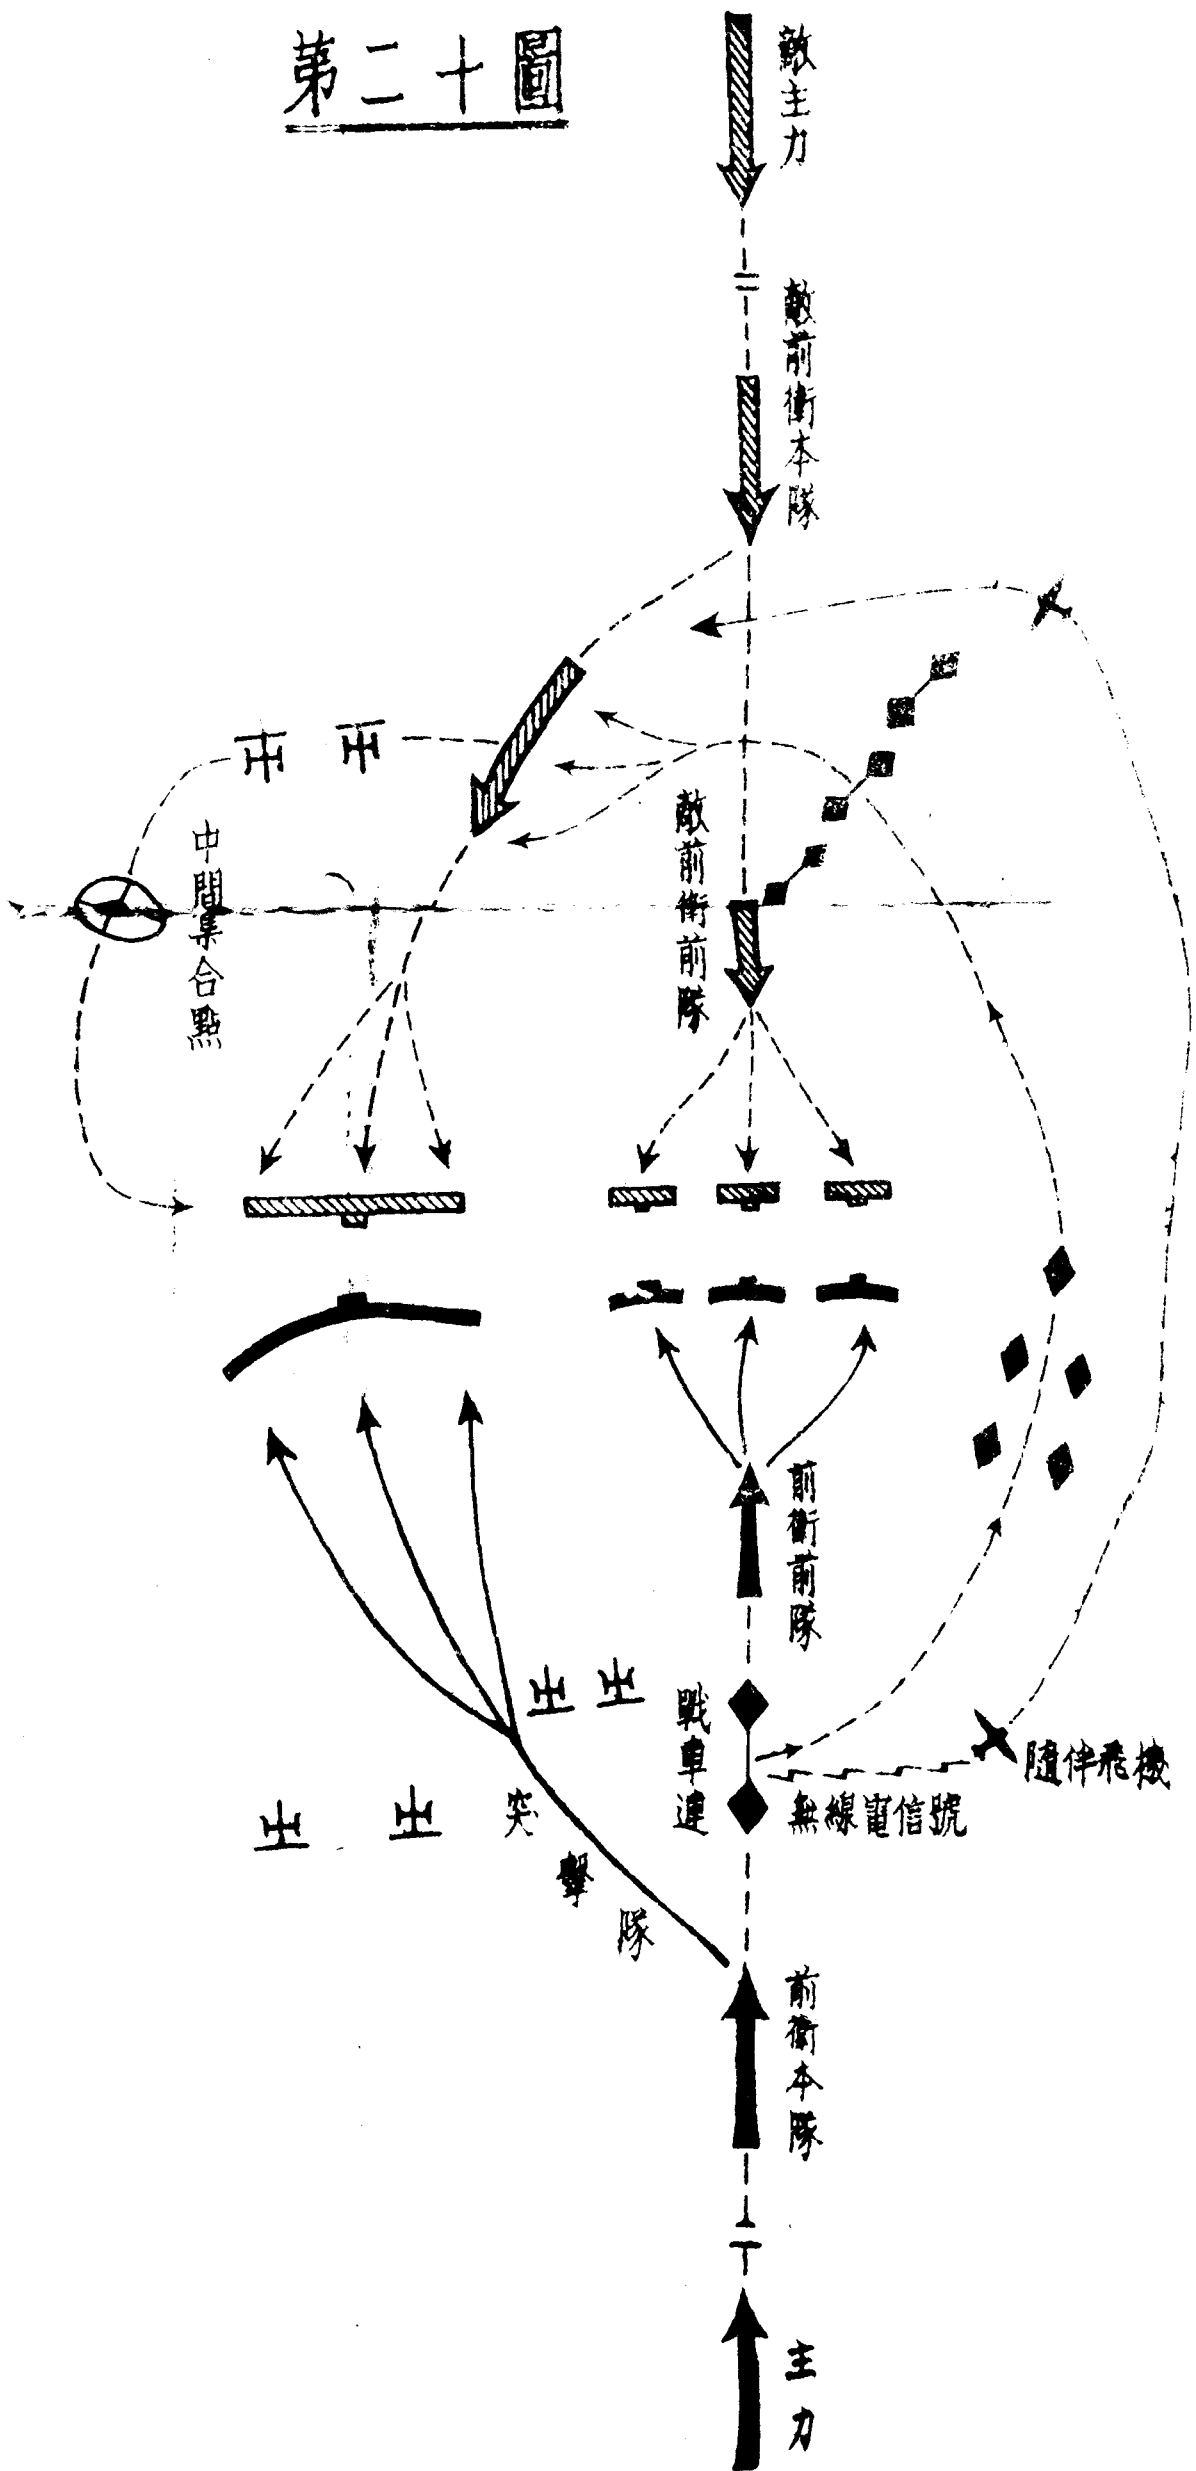 第二十圖
敵主力
敵前衛本隊
敵前衛前隊
中間集合點
前衛前隊
戰車連
隨伴飛機
無線電信號
突擊隊
前衛本隊
主力